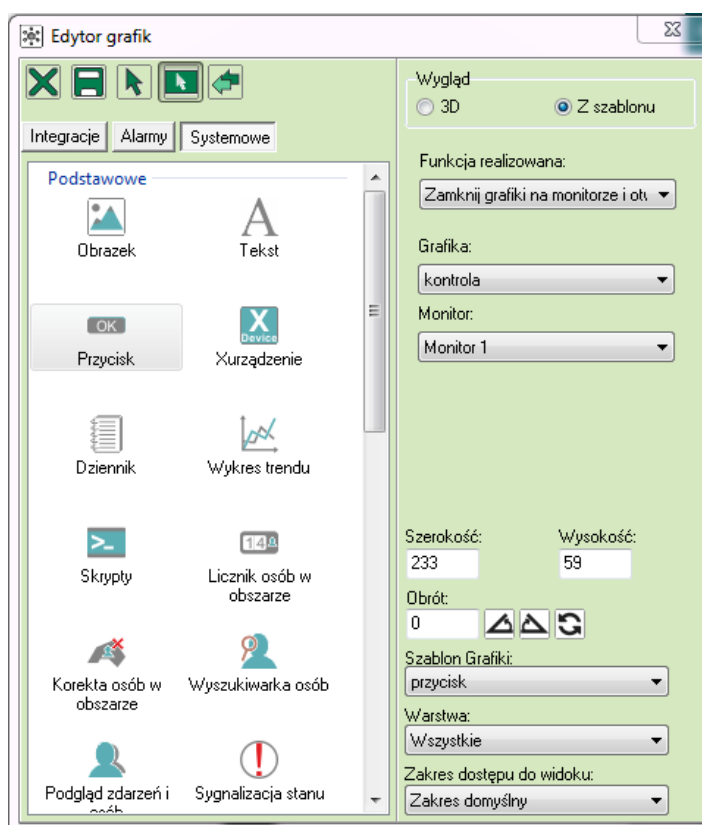 Edytor grafik
Integracje Alarmy Systemowe
Podstawowe
Obrazek Tekst
OK
Przycisk
X
Device
Xurządzenie
Dziennik Wykres trendu
>_
Skrypty
14
Licznik osób w
obszarze
Korekta osób w
obszarze
Wyszukiwarka osób
Podgląd zdarzeń i
osób
Sygnalizacja stanu
Wygląd
3D Z szablonu
Funkcja realizowana:
Zamknij grafiki na monitorze i otw
Grafika:
kontrola
Monitor:
Monitor 1
Szerokość: Wysokość:
233 59
Obrót:
0
Szablon Grafiki:
przycisk
Warstwa:
Wszystkie
Zakres dostępu do widoku:
Zakres domyślny